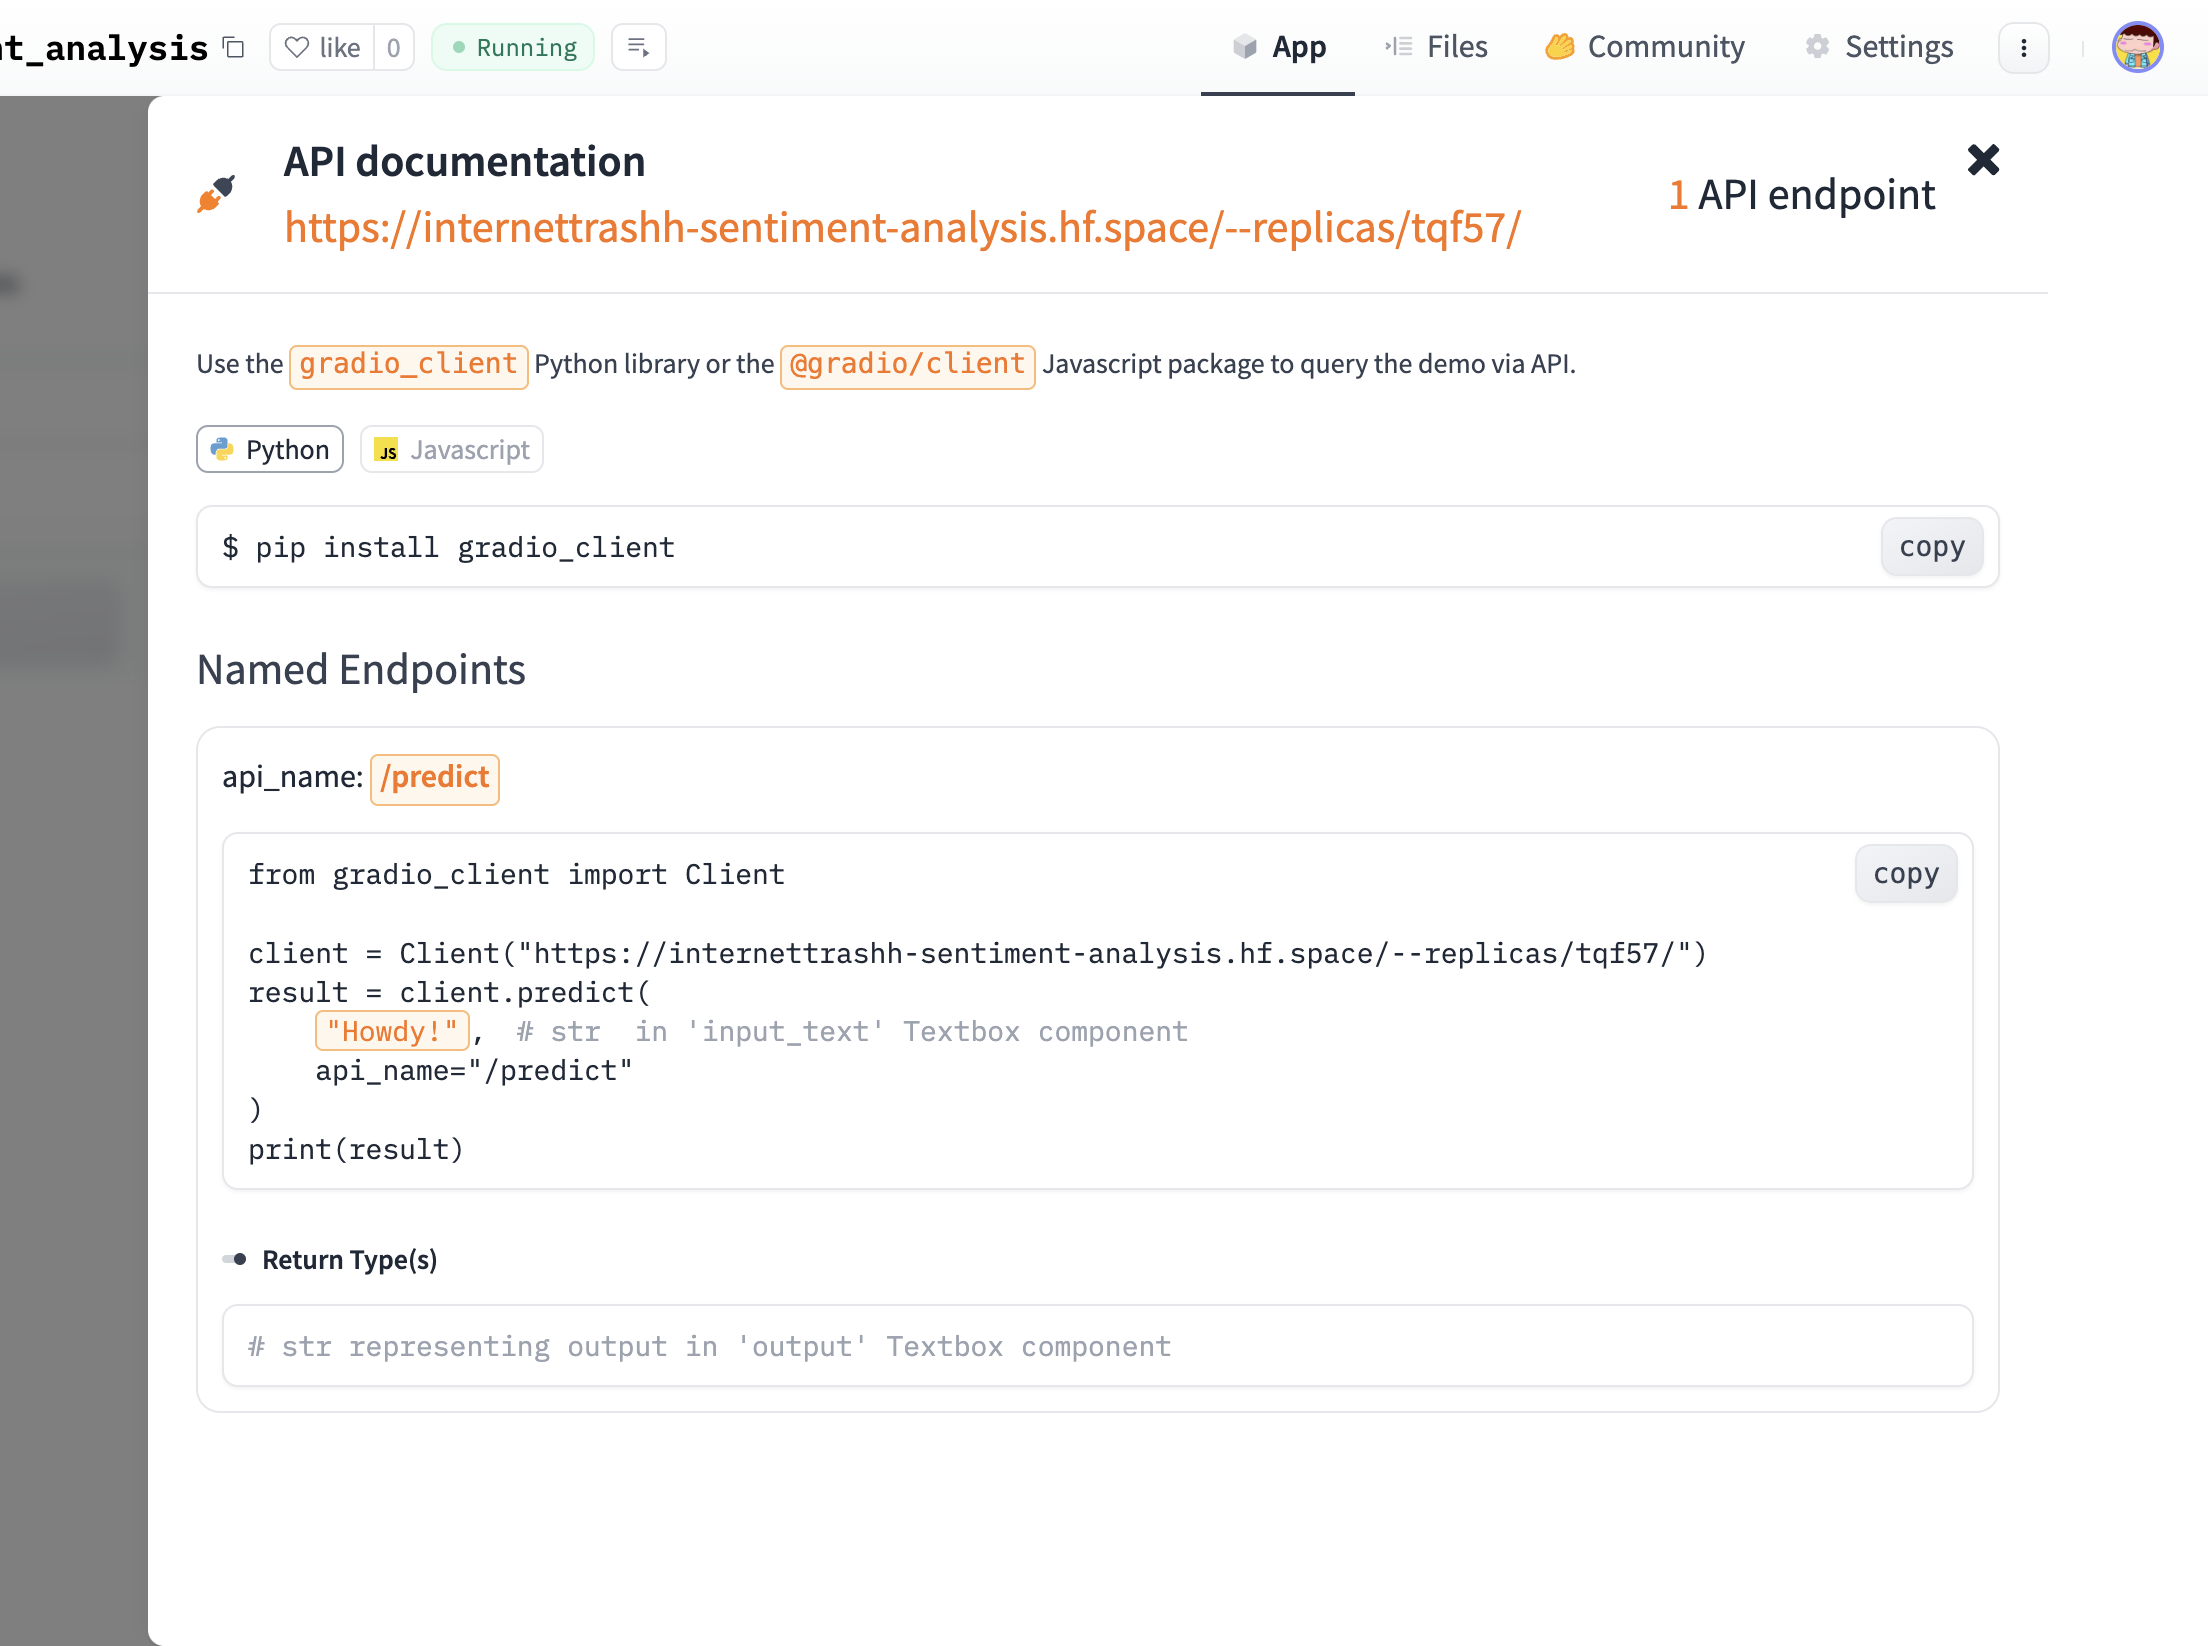 t_analysis like 0 Running App Files Community Settings
API documentation
https://internettrashh-sentiment-analysis.hf.space/--replicas/tqf57/
1 API endpoint
Use the gradio_client Python library or the @gradio/client Javascript package to query the demo via API.
Python JS Javascript
$ pip install gradio_client copy
Named Endpoints
api_name: /predict
from gradio_client import Client copy
client = Client("https://internettrashh-sentiment-analysis.hf.space/--replicas/tqf57/")
result = client.predict(
"Howdy!", # str in 'input_text' Textbox component
api_name="/predict"
)
print(result)
Return Type(s)
# str representing output in 'output' Textbox component